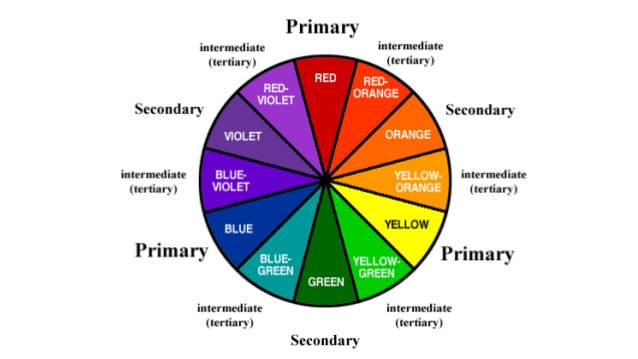 Primary
intermediate
(tertiary)
intermediate
(tertiary)
RED
RED-
VIOLET
RED-
ORANGE
Secondary
Secondary
VIOLET
ORANGE
intermediate
(tertiary)
BLUE-
VIOLET
YELLOW-
ORANGE
intermediate
(tertiary)
BLUE
YELLOW
Primary
Primary
BLUE-
GREEN
YELLOW-
GREEN
GREEN
intermediate
(tertiary)
intermediate
(tertiary)
Secondary